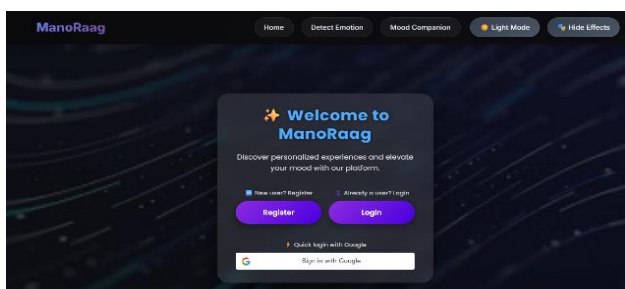 ManoRaag
Home
Detect Emotion
Mood Companion
Light Mode
Hide Effects
Welcome to
ManoRaag
Discover personalized experiences and elevate
your mood with our platform.
New user? Register
Already a user? Login
Register
Login
Quick login with Google
Sign in with Google